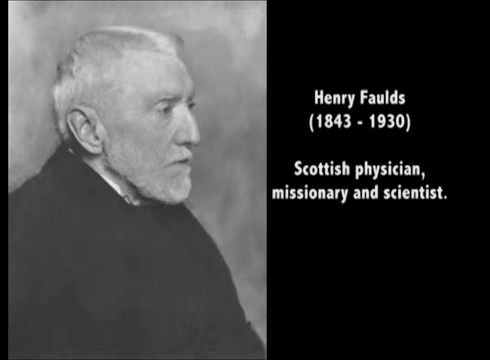 Henry Faulds
(1843 - 1930)
Scottish physician,
missionary and scientist.